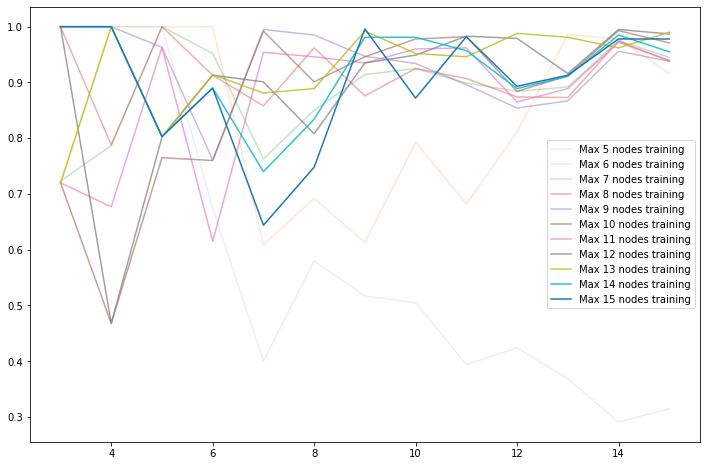 1.0
0.9
0.8
0.7
0.6
0.5
0.4
0.3
4 6 8 10 12 14
Max 5 nodes training
Max 6 nodes training
Max 7 nodes training
Max 8 nodes training
Max 9 nodes training
Max 10 nodes training
Max 11 nodes training
Max 12 nodes training
Max 13 nodes training
Max 14 nodes training
Max 15 nodes training